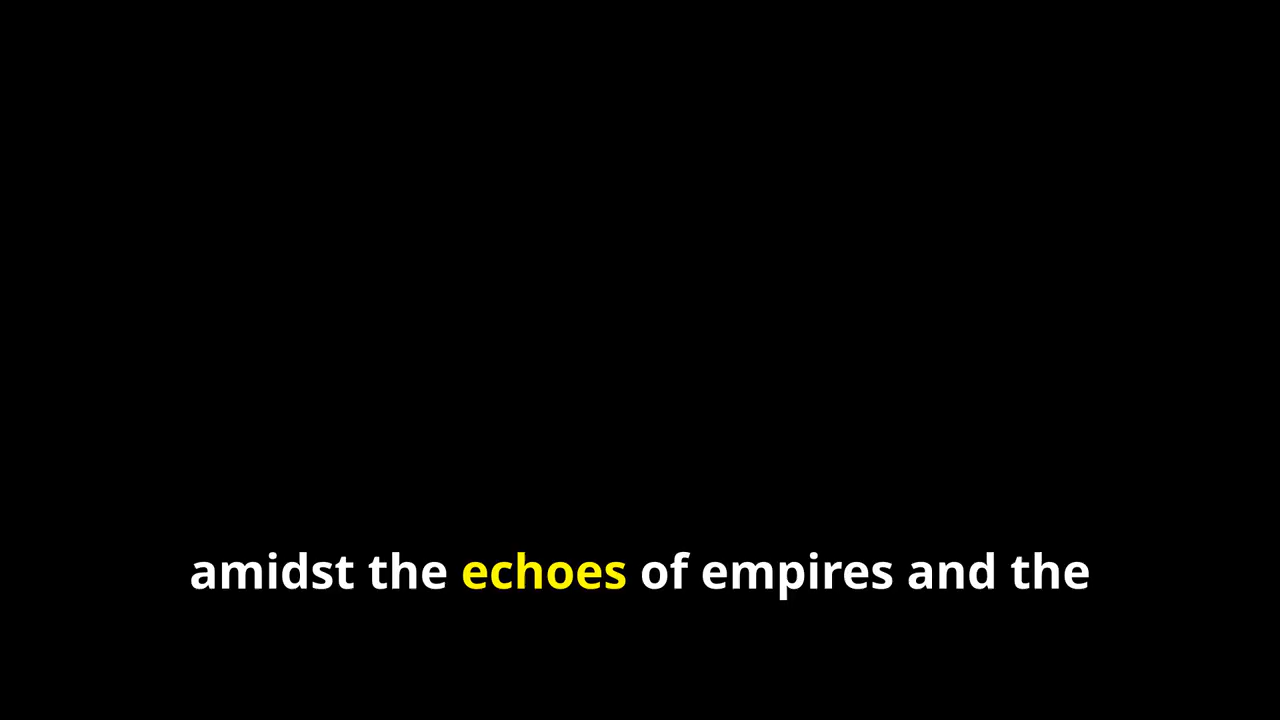 amidst the echoes of empires and the